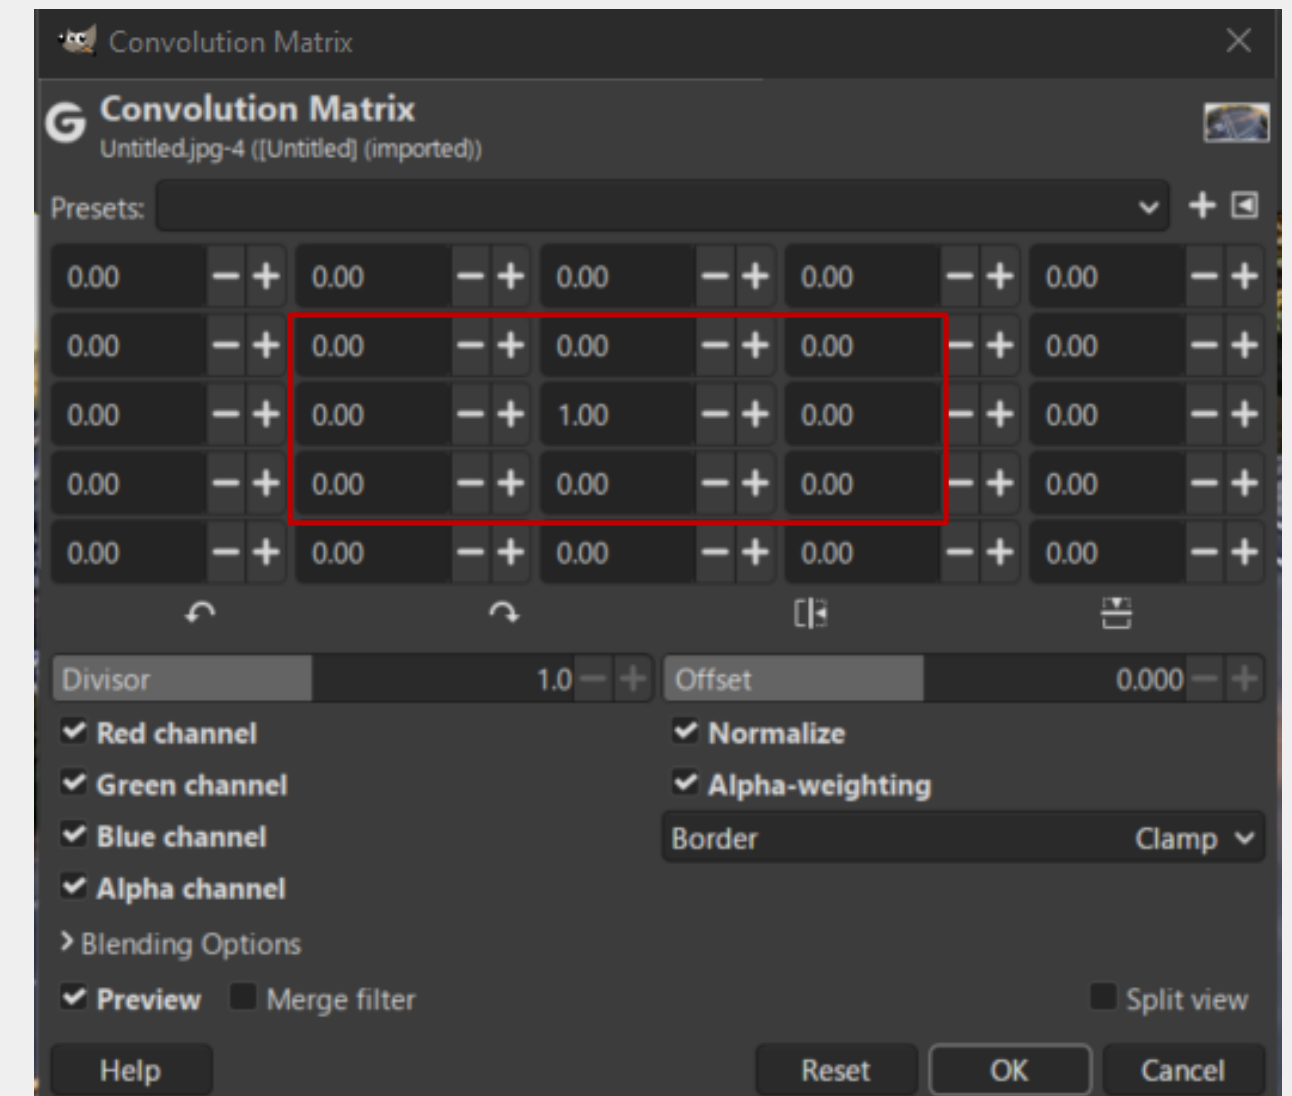 Convolution Matrix
Convolution Matrix
Untitled.jpg-4 ([Untitled] (imported))
Presets:
0.00 0.00 0.00 0.00 0.00
0.00 0.00 0.00 0.00 0.00
0.00 0.00 1.00 0.00 0.00
0.00 0.00 0.00 0.00 0.00
0.00 0.00 0.00 0.00 0.00
Divisor 1.0 Offset 0.000
Red channel Normalize
Green channel Alpha-weighting
Blue channel Border Clamp
Alpha channel
Blending Options
Preview Merge filter Split view
Help Reset OK Cancel